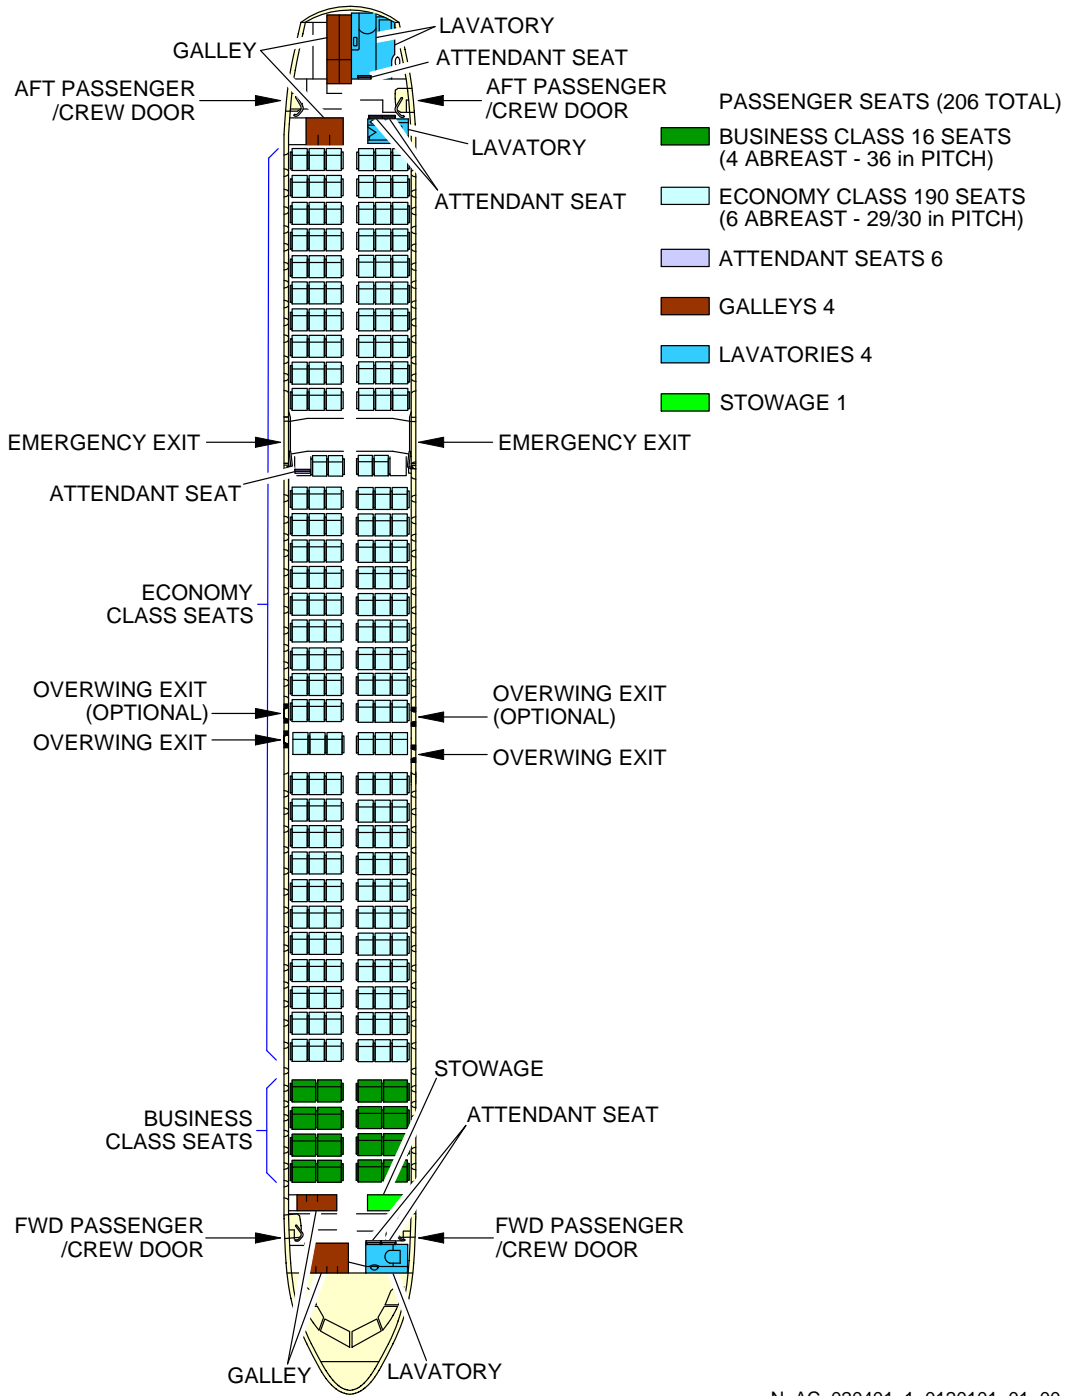 LAVATORY
GALLEY
ATTENDANT SEAT
AFT PASSENGER
/CREW DOOR
AFT PASSENGER
/CREW DOOR
LAVATORY
ATTENDANT SEAT
PASSENGER SEATS (206 TOTAL)
BUSINESS CLASS 16 SEATS
(4 ABREAST - 36 in PITCH)
ECONOMY CLASS 190 SEATS
(6 ABREAST - 29/30 in PITCH)
ATTENDANT SEATS 6
GALLEYS 4
LAVATORIES 4
STOWAGE 1
EMERGENCY EXIT
EMERGENCY EXIT
ATTENDANT SEAT
ECONOMY
CLASS SEATS
OVERWING EXIT
(OPTIONAL)
OVERWING EXIT
OVERWING EXIT
(OPTIONAL)
OVERWING EXIT
STOWAGE
BUSINESS
CLASS SEATS
ATTENDANT SEAT
FWD PASSENGER
/CREW DOOR
FWD PASSENGER
/CREW DOOR
GALLEY
LAVATORY